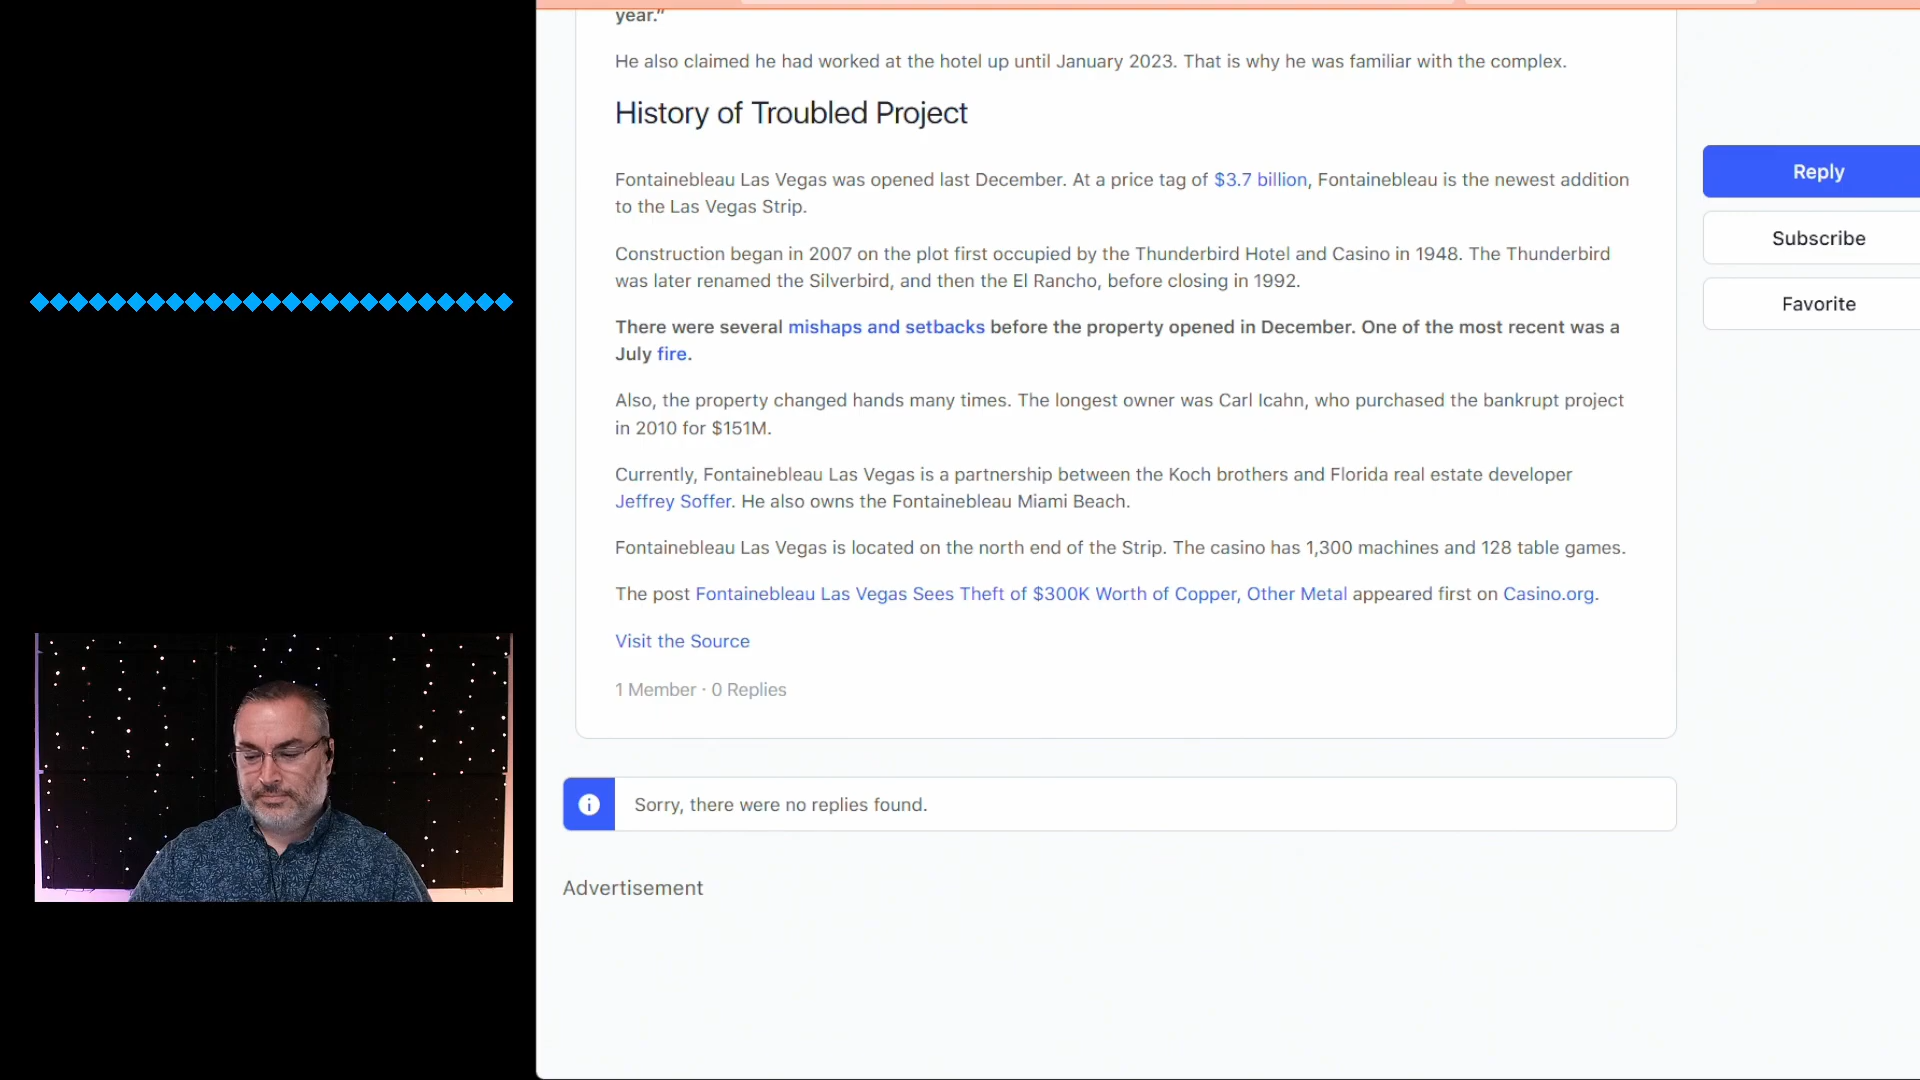 year.”
He also claimed he had worked at the hotel up until January 2023. That is why he was familiar with the complex.
History of Troubled Project
Fontainebleau Las Vegas was opened last December. At a price tag of $3.7 billion, Fontainebleau is the newest addition
to the Las Vegas Strip.
Construction began in 2007 on the plot first occupied by the Thunderbird Hotel and Casino in 1948. The Thunderbird
was later renamed the Silverbird, and then the El Rancho, before closing in 1992.
There were several mishaps and setbacks before the property opened in December. One of the most recent was a
July fire.
Also, the property changed hands many times. The longest owner was Carl Icahn, who purchased the bankrupt project
in 2010 for $151M.
Currently, Fontainebleau Las Vegas is a partnership between the Koch brothers and Florida real estate developer
Jeffrey Soffer. He also owns the Fontainebleau Miami Beach.
Fontainebleau Las Vegas is located on the north end of the Strip. The casino has 1,300 machines and 128 table games.
The post Fontainebleau Las Vegas Sees Theft of $300K Worth of Copper, Other Metal appeared first on Casino.org.
Visit the Source
1 Member · 0 Replies
Reply
Subscribe
Favorite
Sorry, there were no replies found.
Advertisement